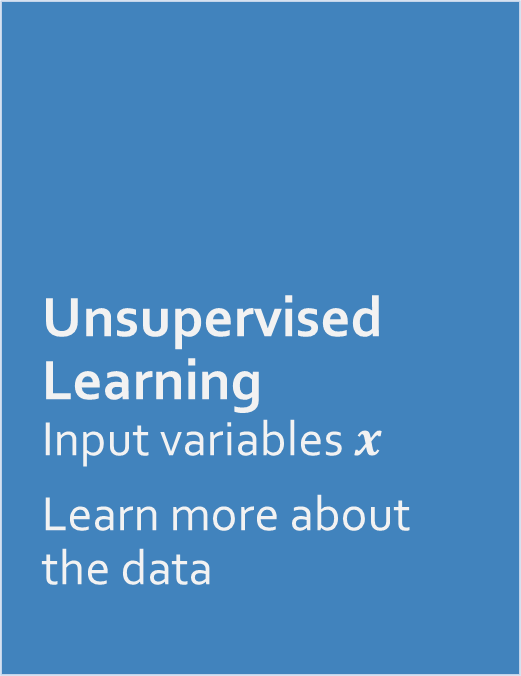 Unsupervised
Learning
Input variables x
Learn more about
the data